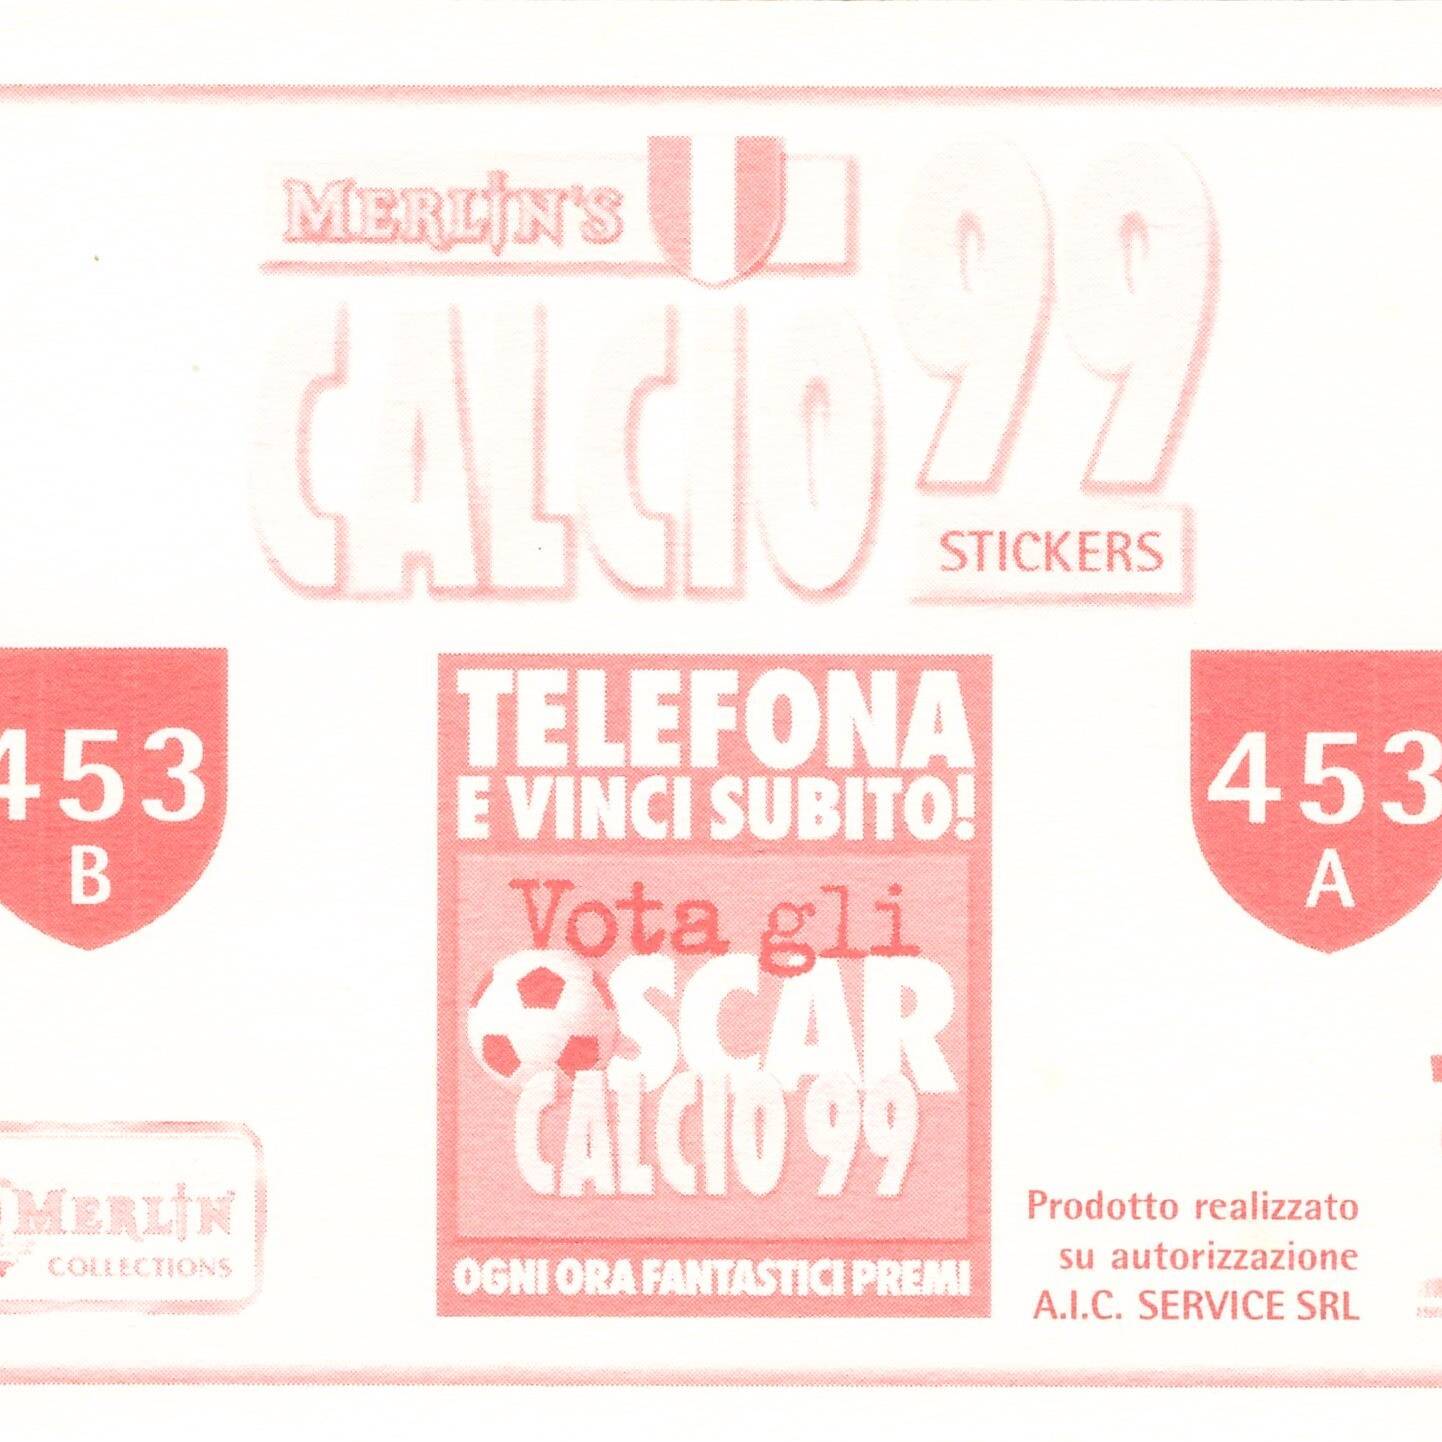 MERLIN'S
CALCIO 99
STICKERS
453
B
453
A
TELEFONA
E VINCI SUBITO!
Vota gli
OSCAR
CALCIO 99
OGNI ORA FANTASTICI PREMI
MERLIN
COLLECTIONS
Prodotto realizzato
su autorizzazione
A.I.C. SERVICE SRL